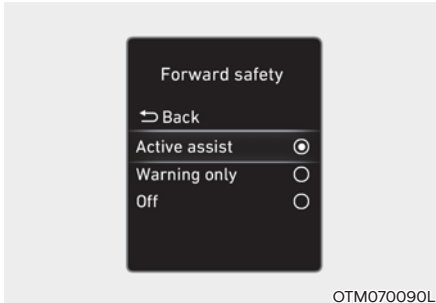 Forward safety
Back
Active assist
Warning only
Off
OTM070090L